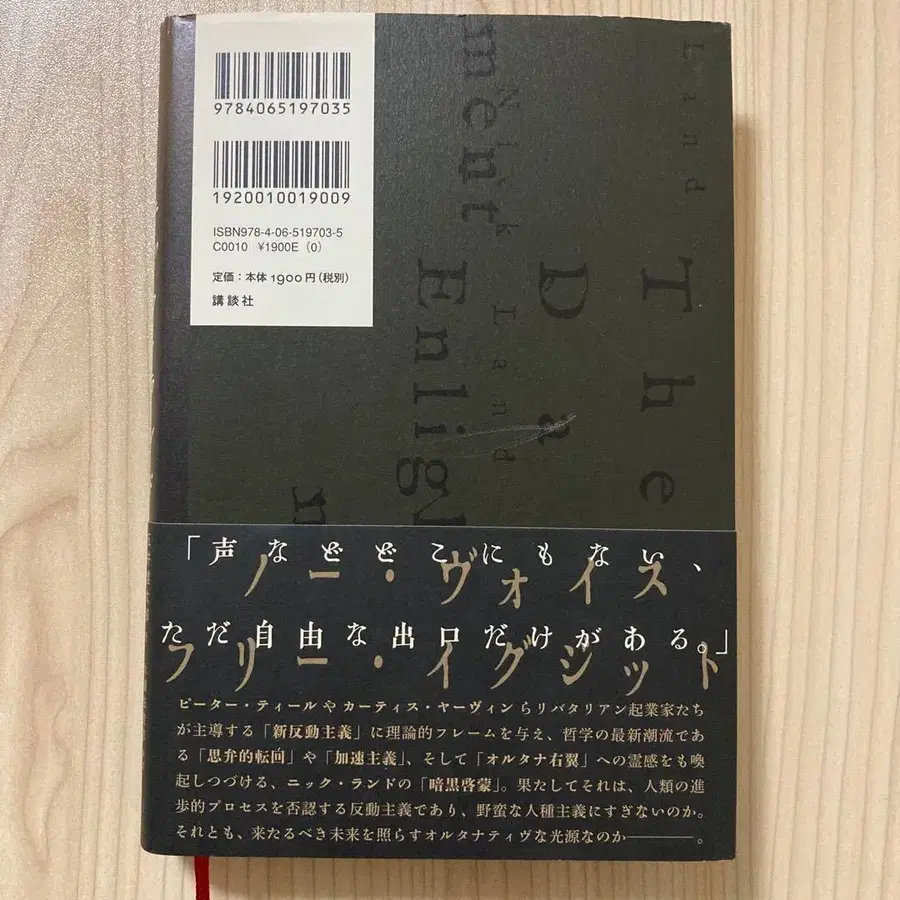 9784065197035
1920010019009
ISBN978-4-06-519703-5
C0010 ¥1900E (0)
定価：本体1900円（税別）
講談社
Land
The
Nick Land
Da
ment
Enlig
n
「声などどこにもない、
ノー・ヴォイス
ただ自由な出口だけがある。」
フリー・イグジット
ピーター・ティールやカーティス・ヤーヴィンらリバタリアン起業家たち
が主導する「新反動主義」に理論的フレームを与え、哲学の最新潮流であ
る「思弁的転回」や「加速主義」、そして「オルタナ右翼」への霊感をも喚
起しつづける、ニック・ランドの「暗黒啓蒙」。果たしてそれは、人類の進
歩的プロセスを否認する反動主義であり、野蛮な人種主義にすぎないのか。
それとも、来たるべき未来を照らすオルタナティヴな光源なのか───。